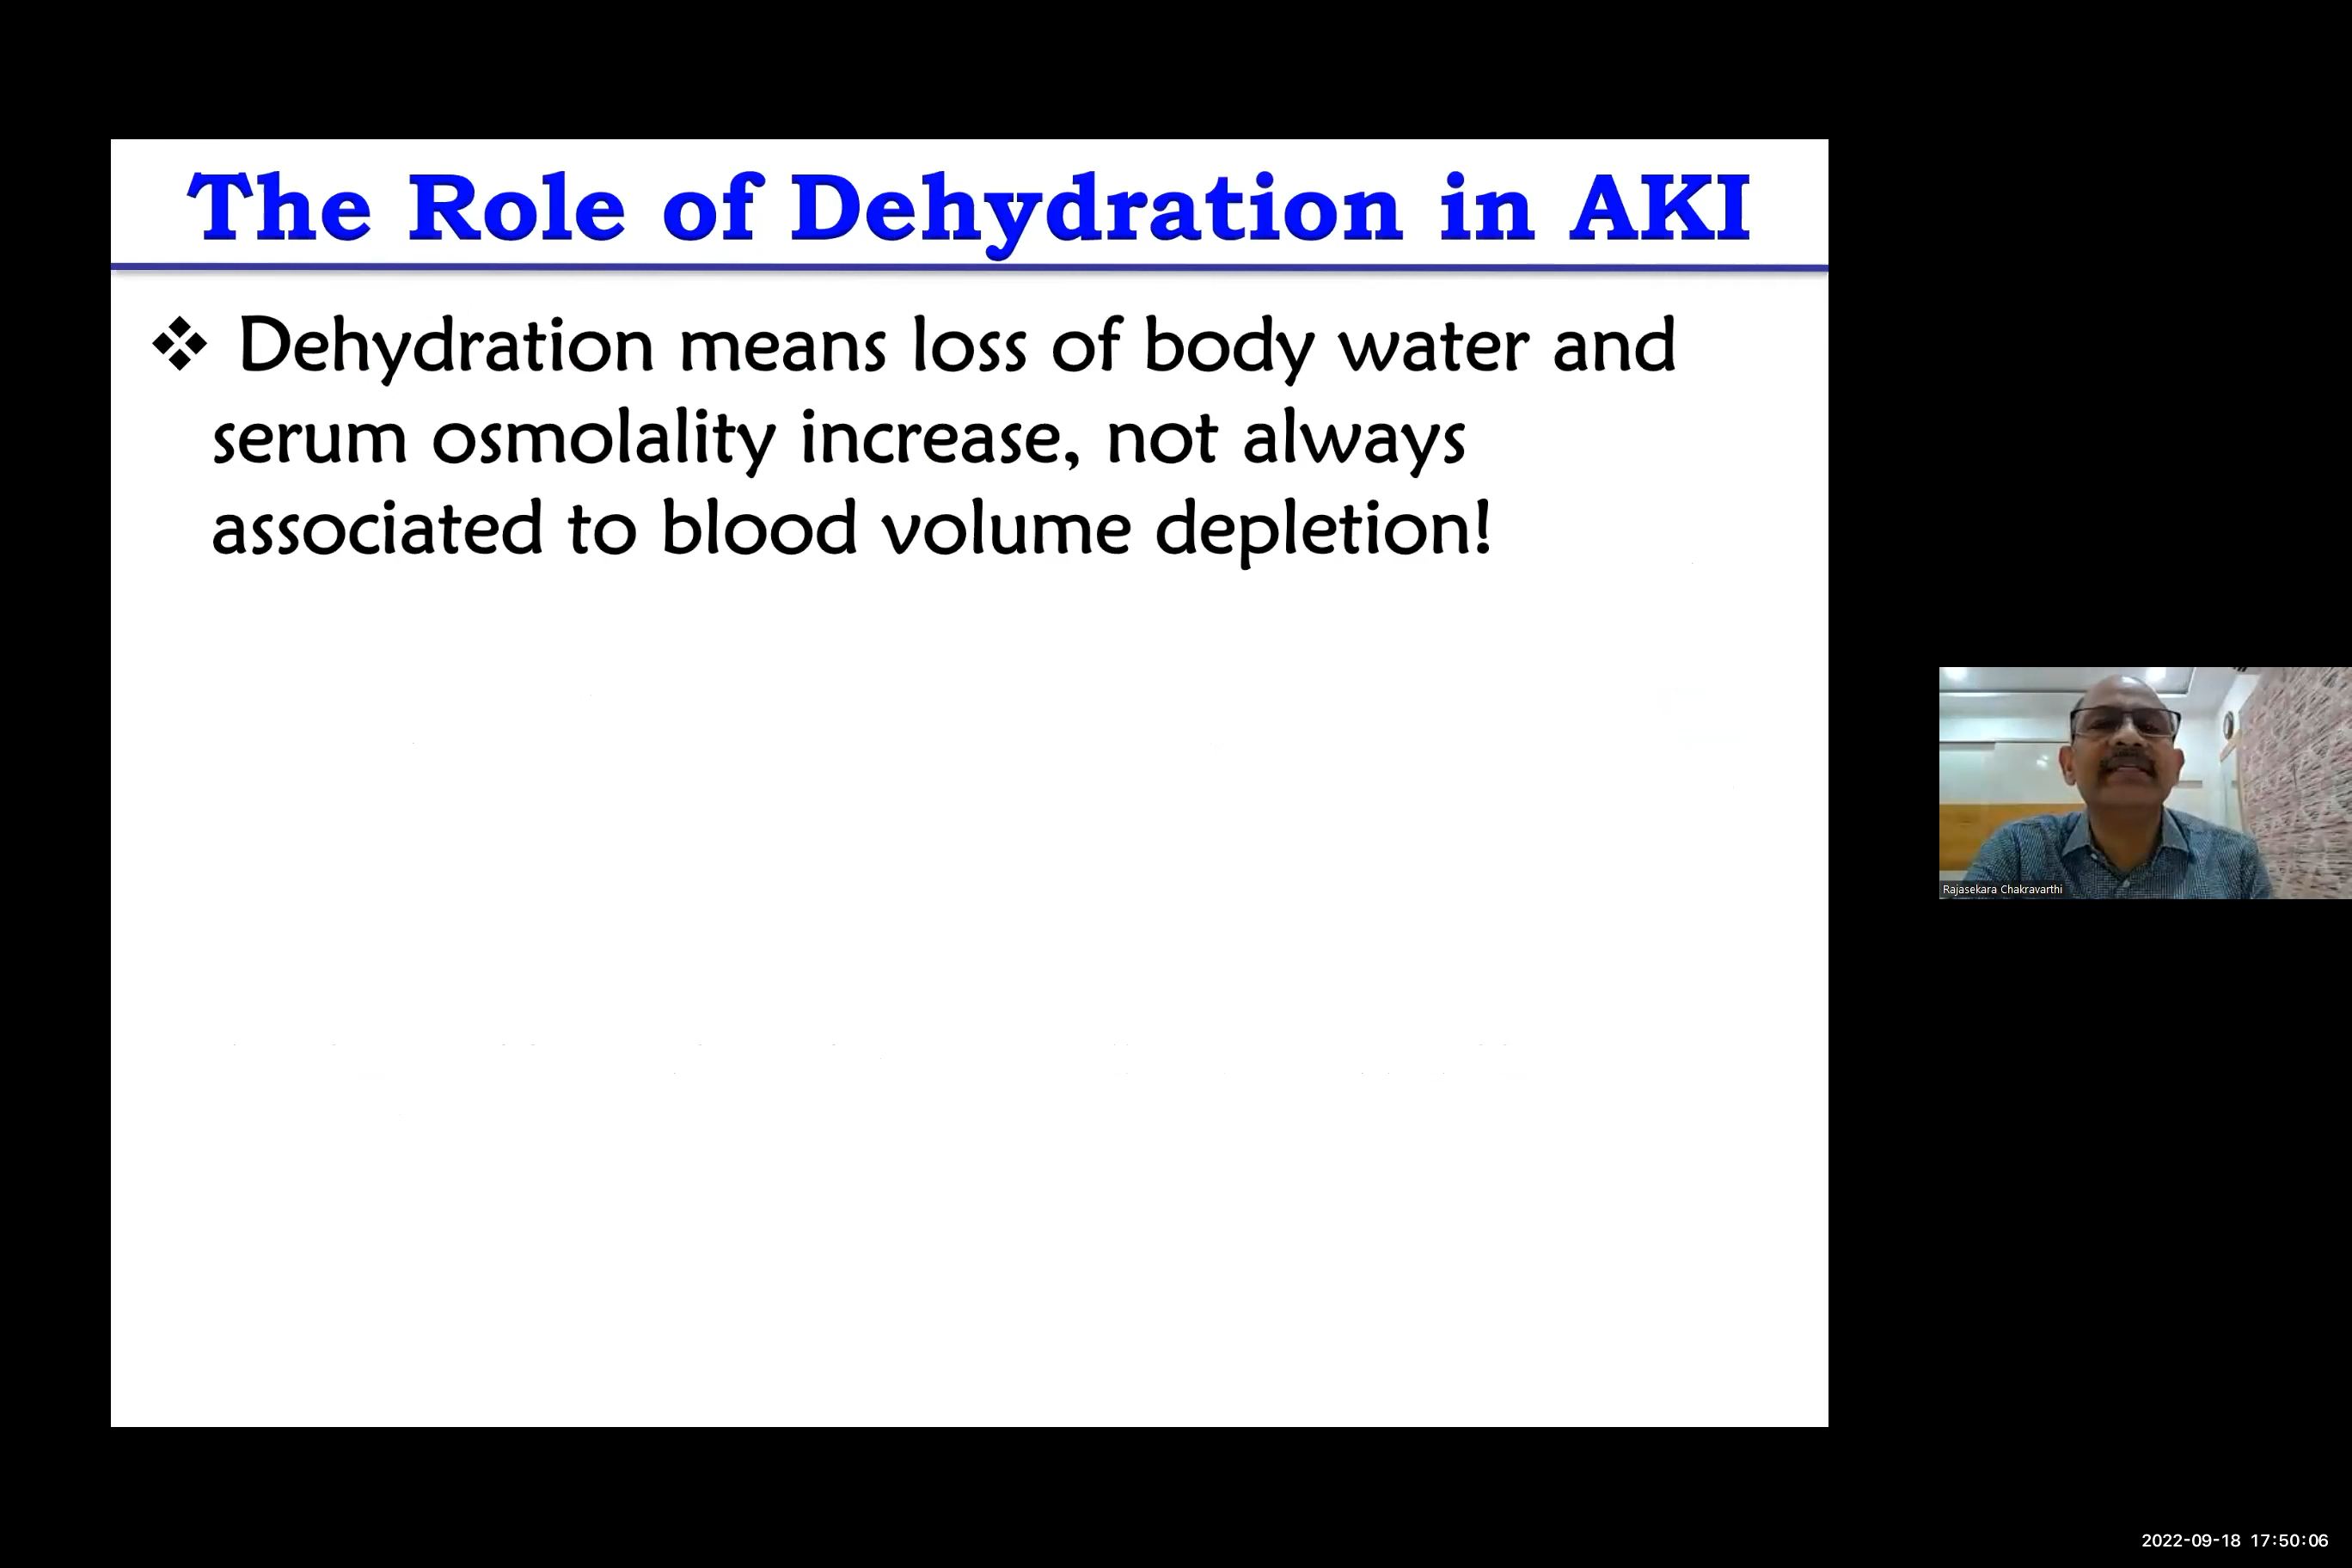 The Role of Dehydration in AKI
❖ Dehydration means loss of body water and
serum osmolality increase, not always
associated to blood volume depletion!
Rajasekara Chakravarthi
2022-09-18 17:50:06